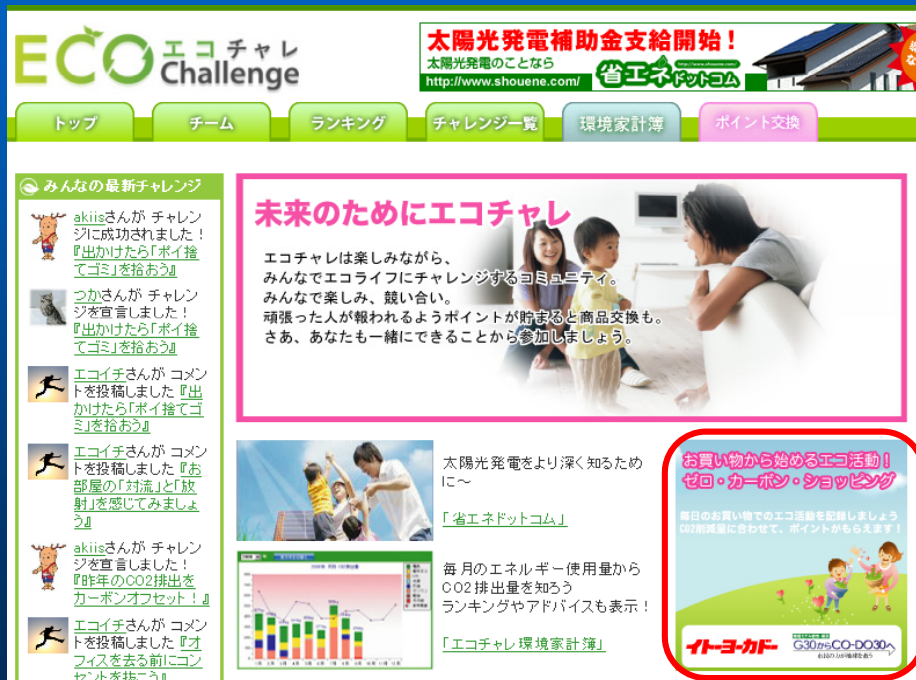 ECO エコチャレ
Challenge
太陽光発電補助金支給開始!
太陽光発電のことなら
http://www.shouene.com/ 省エネドットコム
トップ
チーム
ランキング
チャレンジ一覧
環境家計簿
ポイント交換
みんなの最新チャレンジ
akiisさんが チャレン
ジに成功されました!
『出かけたら「ポイ捨
てゴミ」を拾おう』
つかさんが チャレン
ジを宣言しました!
『出かけたら「ポイ捨
てゴミ」を拾おう』
エコイチさんが コメン
トを投稿しました『出
かけたら「ポイ捨てゴ
ミ」を拾おう』
エコイチさんが コメン
トを投稿しました『お
部屋の「対流」と「放
射」を感じてみましょ
う』
akiisさんが チャレン
ジを宣言しました!
『昨年のCO2排出を
カーボンオフセット!』
エコイチさんが コメン
トを投稿しました『オ
フィスを去る前にコン
セントを抜こう』
未来のためにエコチャレ
エコチャレは楽しみながら、
みんなでエコライフにチャレンジするコミュニティ。
みんなで楽しみ、競い合い。
頑張った人が報われるようポイントが貯まると商品交換も。
さあ、あなたも一緒にできることから参加しましょう。
太陽光発電をより深く知るため
に～
「省エネドットコム」
毎月のエネルギー使用量から
CO2排出量を知ろう
ランキングやアドバイスも表示!
「エコチャレ環境家計簿」
お買い物から始めるエコ活動!
ゼロ・カーボン・ショッピング
毎日のお買い物でのエコ活動を記録しましょう
CO2削減量に合わせて、ポイントがもらえます!
イトーヨーカドー
G30からCO-DO30へ